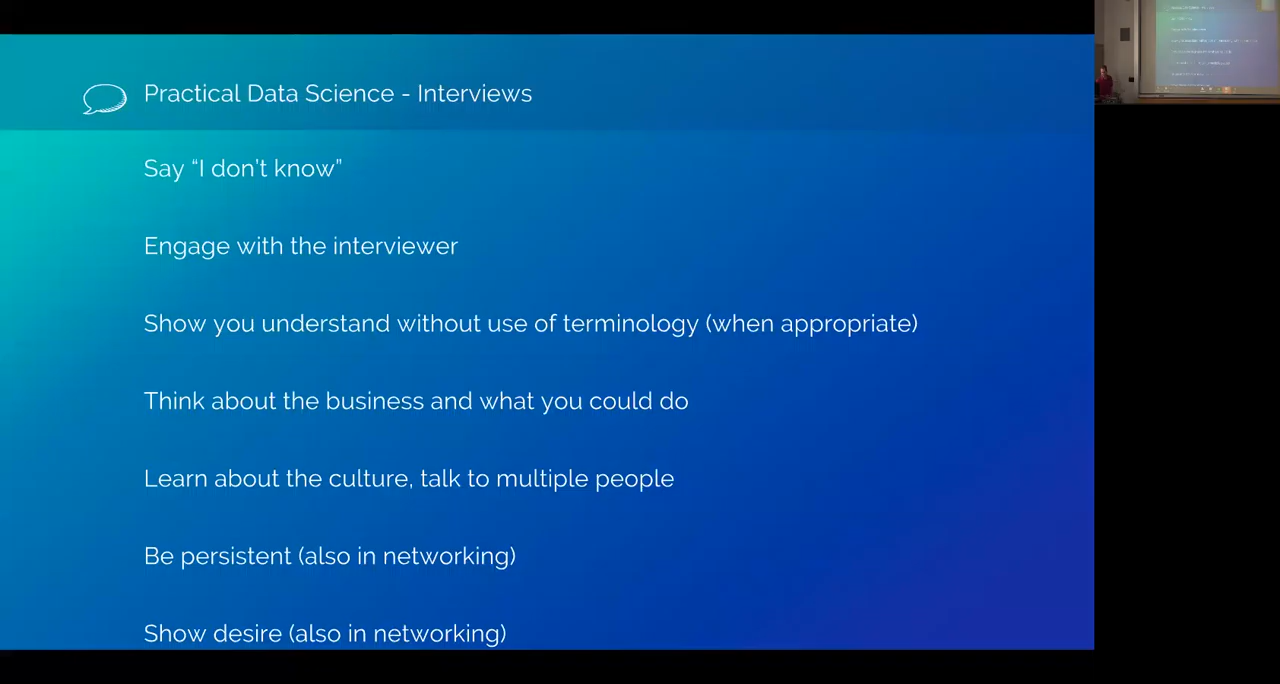 Practical Data Science - Interviews
Say “I don’t know”
Engage with the interviewer
Show you understand without use of terminology (when appropriate)
Think about the business and what you could do
Learn about the culture, talk to multiple people
Be persistent (also in networking)
Show desire (also in networking)